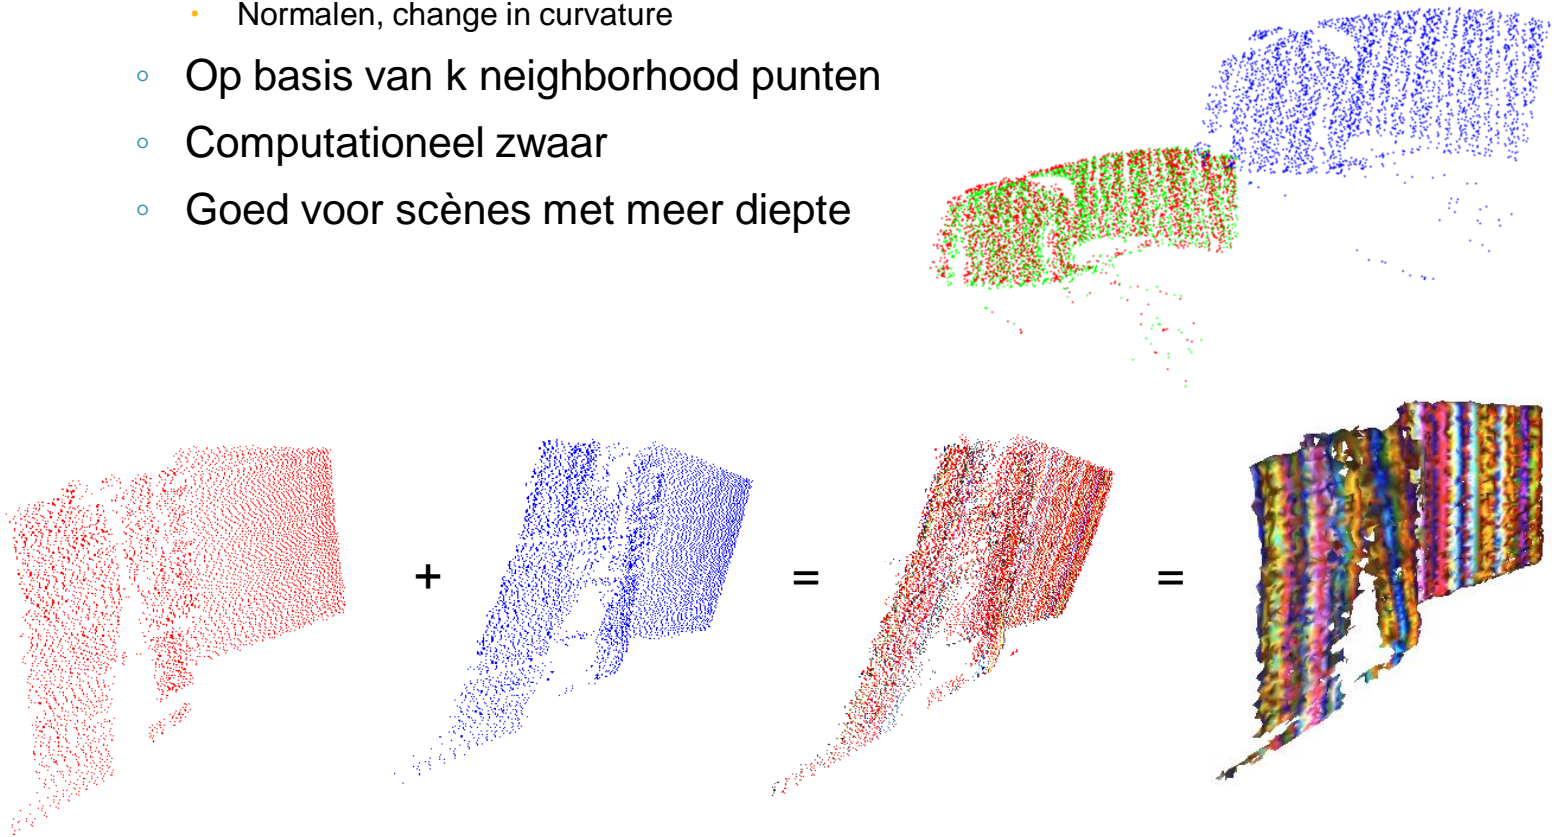 Normalen, change in curvature
Op basis van k neighborhood punten
Computationeel zwaar
Goed voor scènes met meer diepte
+ = =